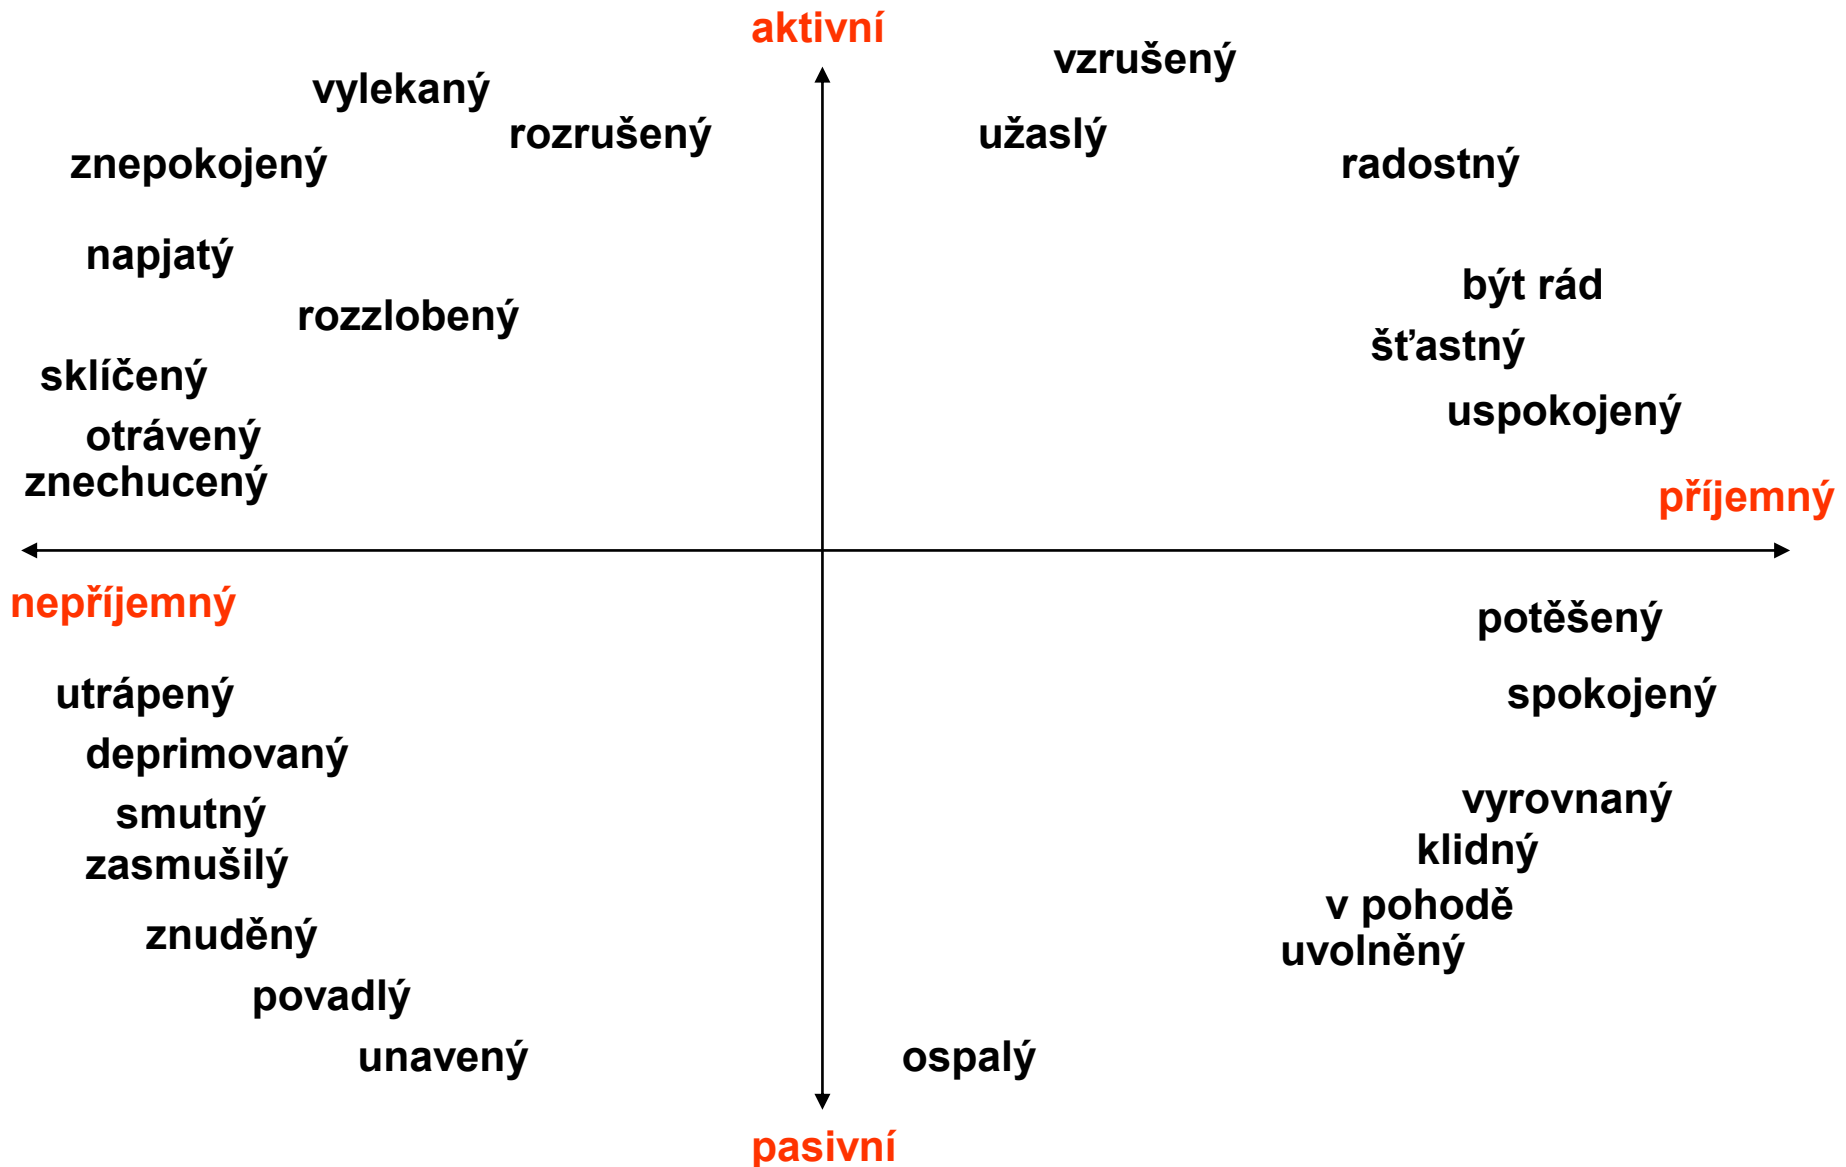 aktivní
vzrušený
vylekaný
rozrušený
užaslý
znepokojený
radostný
napjatý
být rád
rozzlobený
šťastný
sklíčený
uspokojený
otrávený
znechucený
příjemný
nepříjemný
potěšený
utrápený
spokojený
deprimovaný
vyrovnaný
smutný
klidný
zasmušilý
v pohodě
znuděný
uvolněný
povadlý
unavený
ospalý
pasivní